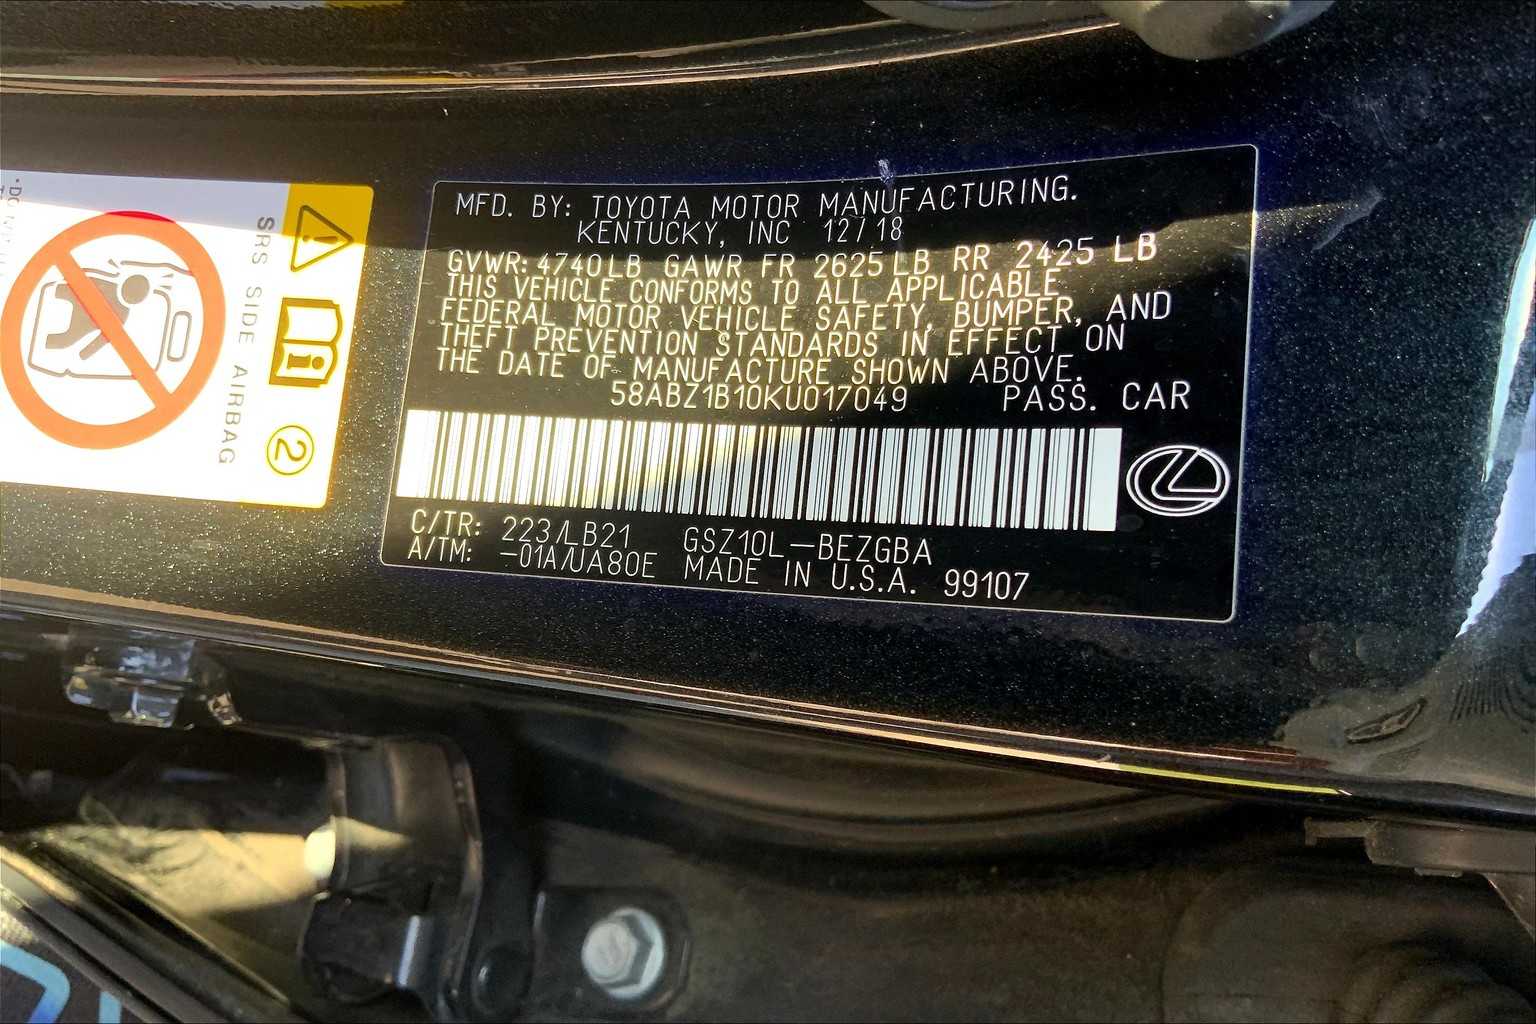 MFD. BY: TOYOTA MOTOR MANUFACTURING.
KENTUCKY, INC 12/18
GVWR: 4740LB GAWR FR 2625LB RR 2425 LB
THIS VEHICLE CONFORMS TO ALL APPLICABLE
FEDERAL MOTOR VEHICLE SAFETY, BUMPER, AND
THEFT PREVENTION STANDARDS IN EFFECT ON
THE DATE OF MANUFACTURE SHOWN ABOVE.
58ABZ1B10KU017049 PASS. CAR
C/TR: 223/LB21 GSZ10L-BEZGBA
A/TM: -01A/UA80E MADE IN U.S.A. 99107
SRS SIDE AIRBAG
2